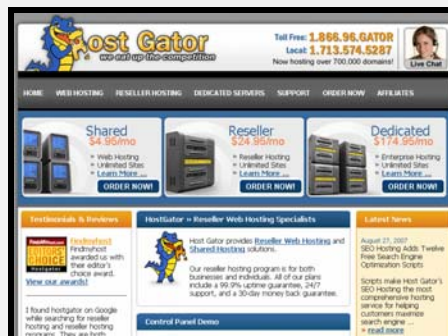 Host Gator
we eat up the competition
Toll Free: 1.866.96.GATOR
Local: 1.713.574.5287
Now hosting over 700,000 domains!
Live Chat
HOME WEB HOSTING RESELLER HOSTING DEDICATED SERVERS SUPPORT ORDER NOW AFFILIATES
Shared
$4.95/mo
» Web Hosting
» Unlimited Sites
» Learn More...
ORDER NOW!
Reseller
$24.95/mo
» Reseller Hosting
» Unlimited Sites
» Learn More...
ORDER NOW!
Dedicated
$174.95/mo
» Enterprise Hosting
» Unlimited Sites
» Learn More...
ORDER NOW!
Testimonials & Reviews
Findmyhost
Findmyhost
awarded us with
their editor's
choice award.
View our awards!
EDITORS'
CHOICE
Hostgator
I found hostgator on Google
while searching for reseller
hosting and reseller hosting
programs. They are both
HostGator » Reseller Web Hosting Specialists
Host Gator provides Reseller Web Hosting and
Shared Hosting solutions.
Our reseller hosting program is for both
businesses and individuals. All of our plans
include a 99.9% uptime guarantee, 24/7
support, and a 30-day money back guarantee.
Control Panel Demo
Latest News
August 27, 2007
SEO Hosting Adds Twelve
Free Search Engine
Optimization Scripts
Scripts make Host Gator's
SEO Hosting the most
comprehensive hosting
service for helping
customers maximize
search engine ...
» read more